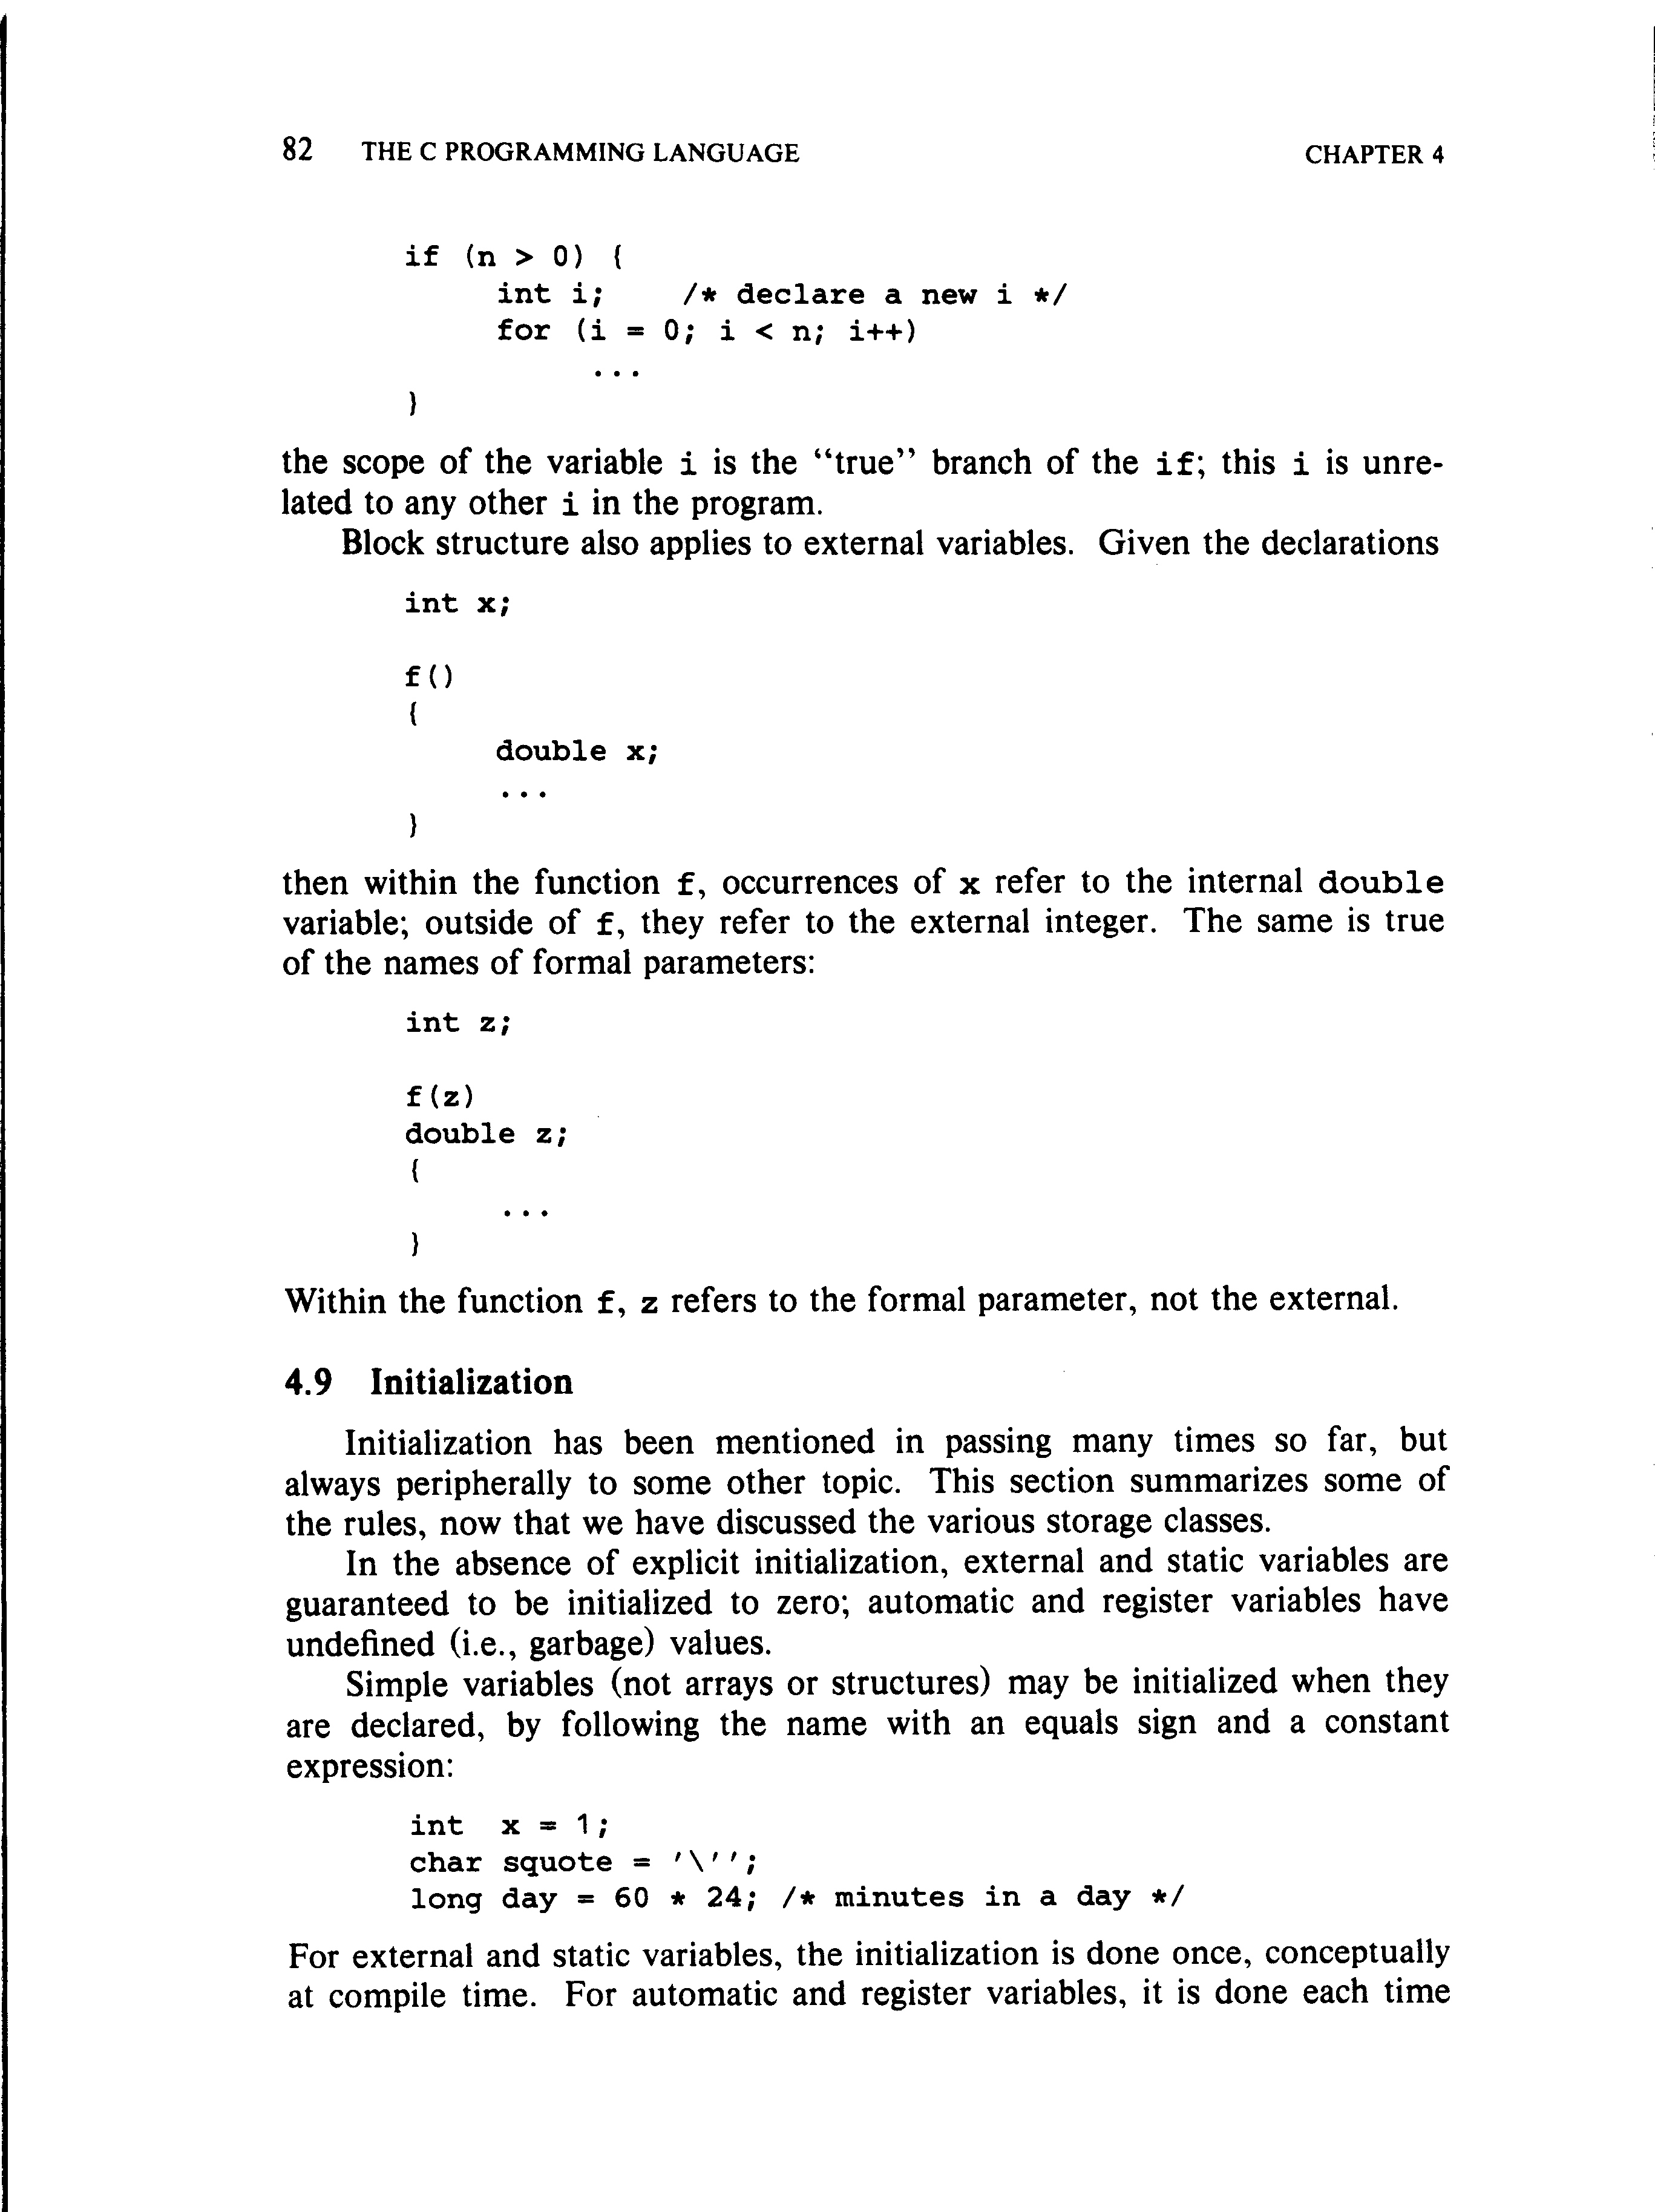 82 THE C PROGRAMMING LANGUAGE CHAPTER 4
if (n > 0) {
int i; /* declare a new i */
for (i = 0; i < n; i++)
...
}
the scope of the variable i is the “true” branch of the if; this i is unre-
lated to any other i in the program.
Block structure also applies to external variables. Given the declarations
int x;
f()
{
double x;
...
}
then within the function f, occurrences of x refer to the internal double
variable; outside of f, they refer to the external integer. The same is true
of the names of formal parameters:
int z;
f(z)
double z;
{
...
}
Within the function f, z refers to the formal parameter, not the external.
4.9 Initialization
Initialization has been mentioned in passing many times so far, but
always peripherally to some other topic. This section summarizes some of
the rules, now that we have discussed the various storage classes.
In the absence of explicit initialization, external and static variables are
guaranteed to be initialized to zero; automatic and register variables have
undefined (i.e., garbage) values.
Simple variables (not arrays or structures) may be initialized when they
are declared, by following the name with an equals sign and a constant
expression:
int x = 1;
char squote = '\'';
long day = 60 * 24; /* minutes in a day */
For external and static variables, the initialization is done once, conceptually
at compile time. For automatic and register variables, it is done each time